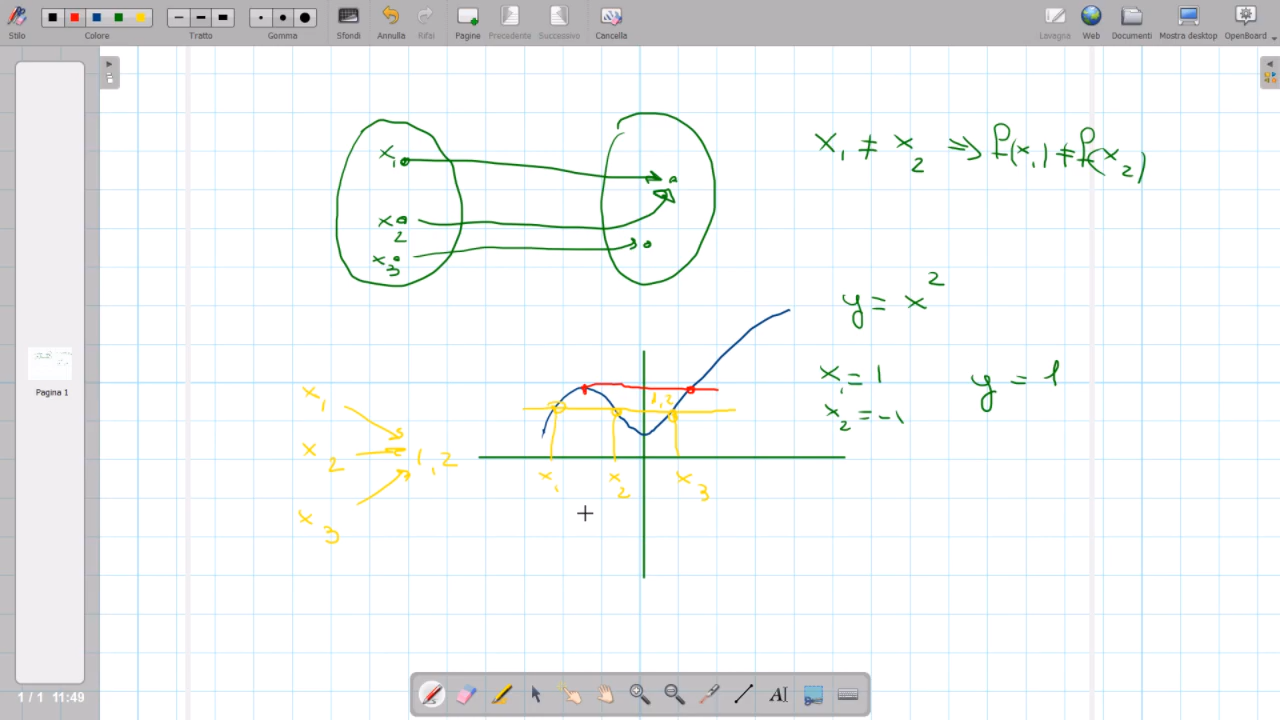 Stilo Colore Tratto Gomma Sfondi Annulla Rifai Pagine Precedente Successivo Cancella Lavagna Web Documenti Mostra desktop OpenBoard
Pagina 1
x₁
x₂
x₃
x₁ ≠ x₂ ⇒ f(x₁) ≠ f(x₂)
y = x²
x₁ = 1 y = 1
x₂ = -1
x₁
x₂ 1,2
x₃
1,2
x₁ x₂ x₃
1 / 1 11:49
AI